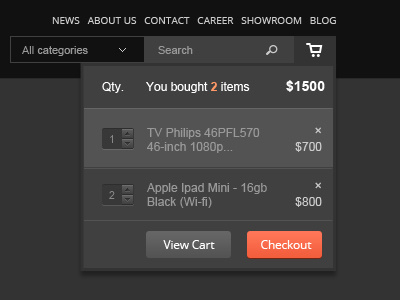 NEWS ABOUT US CONTACT CAREER SHOWROOM BLOG
All categories Search
Qty. You bought 2 items $1500
1 TV Philips 46PFL570 ×
46-inch 1080p... $700
2 Apple Ipad Mini - 16gb ×
Black (Wi-fi) $800
View Cart Checkout